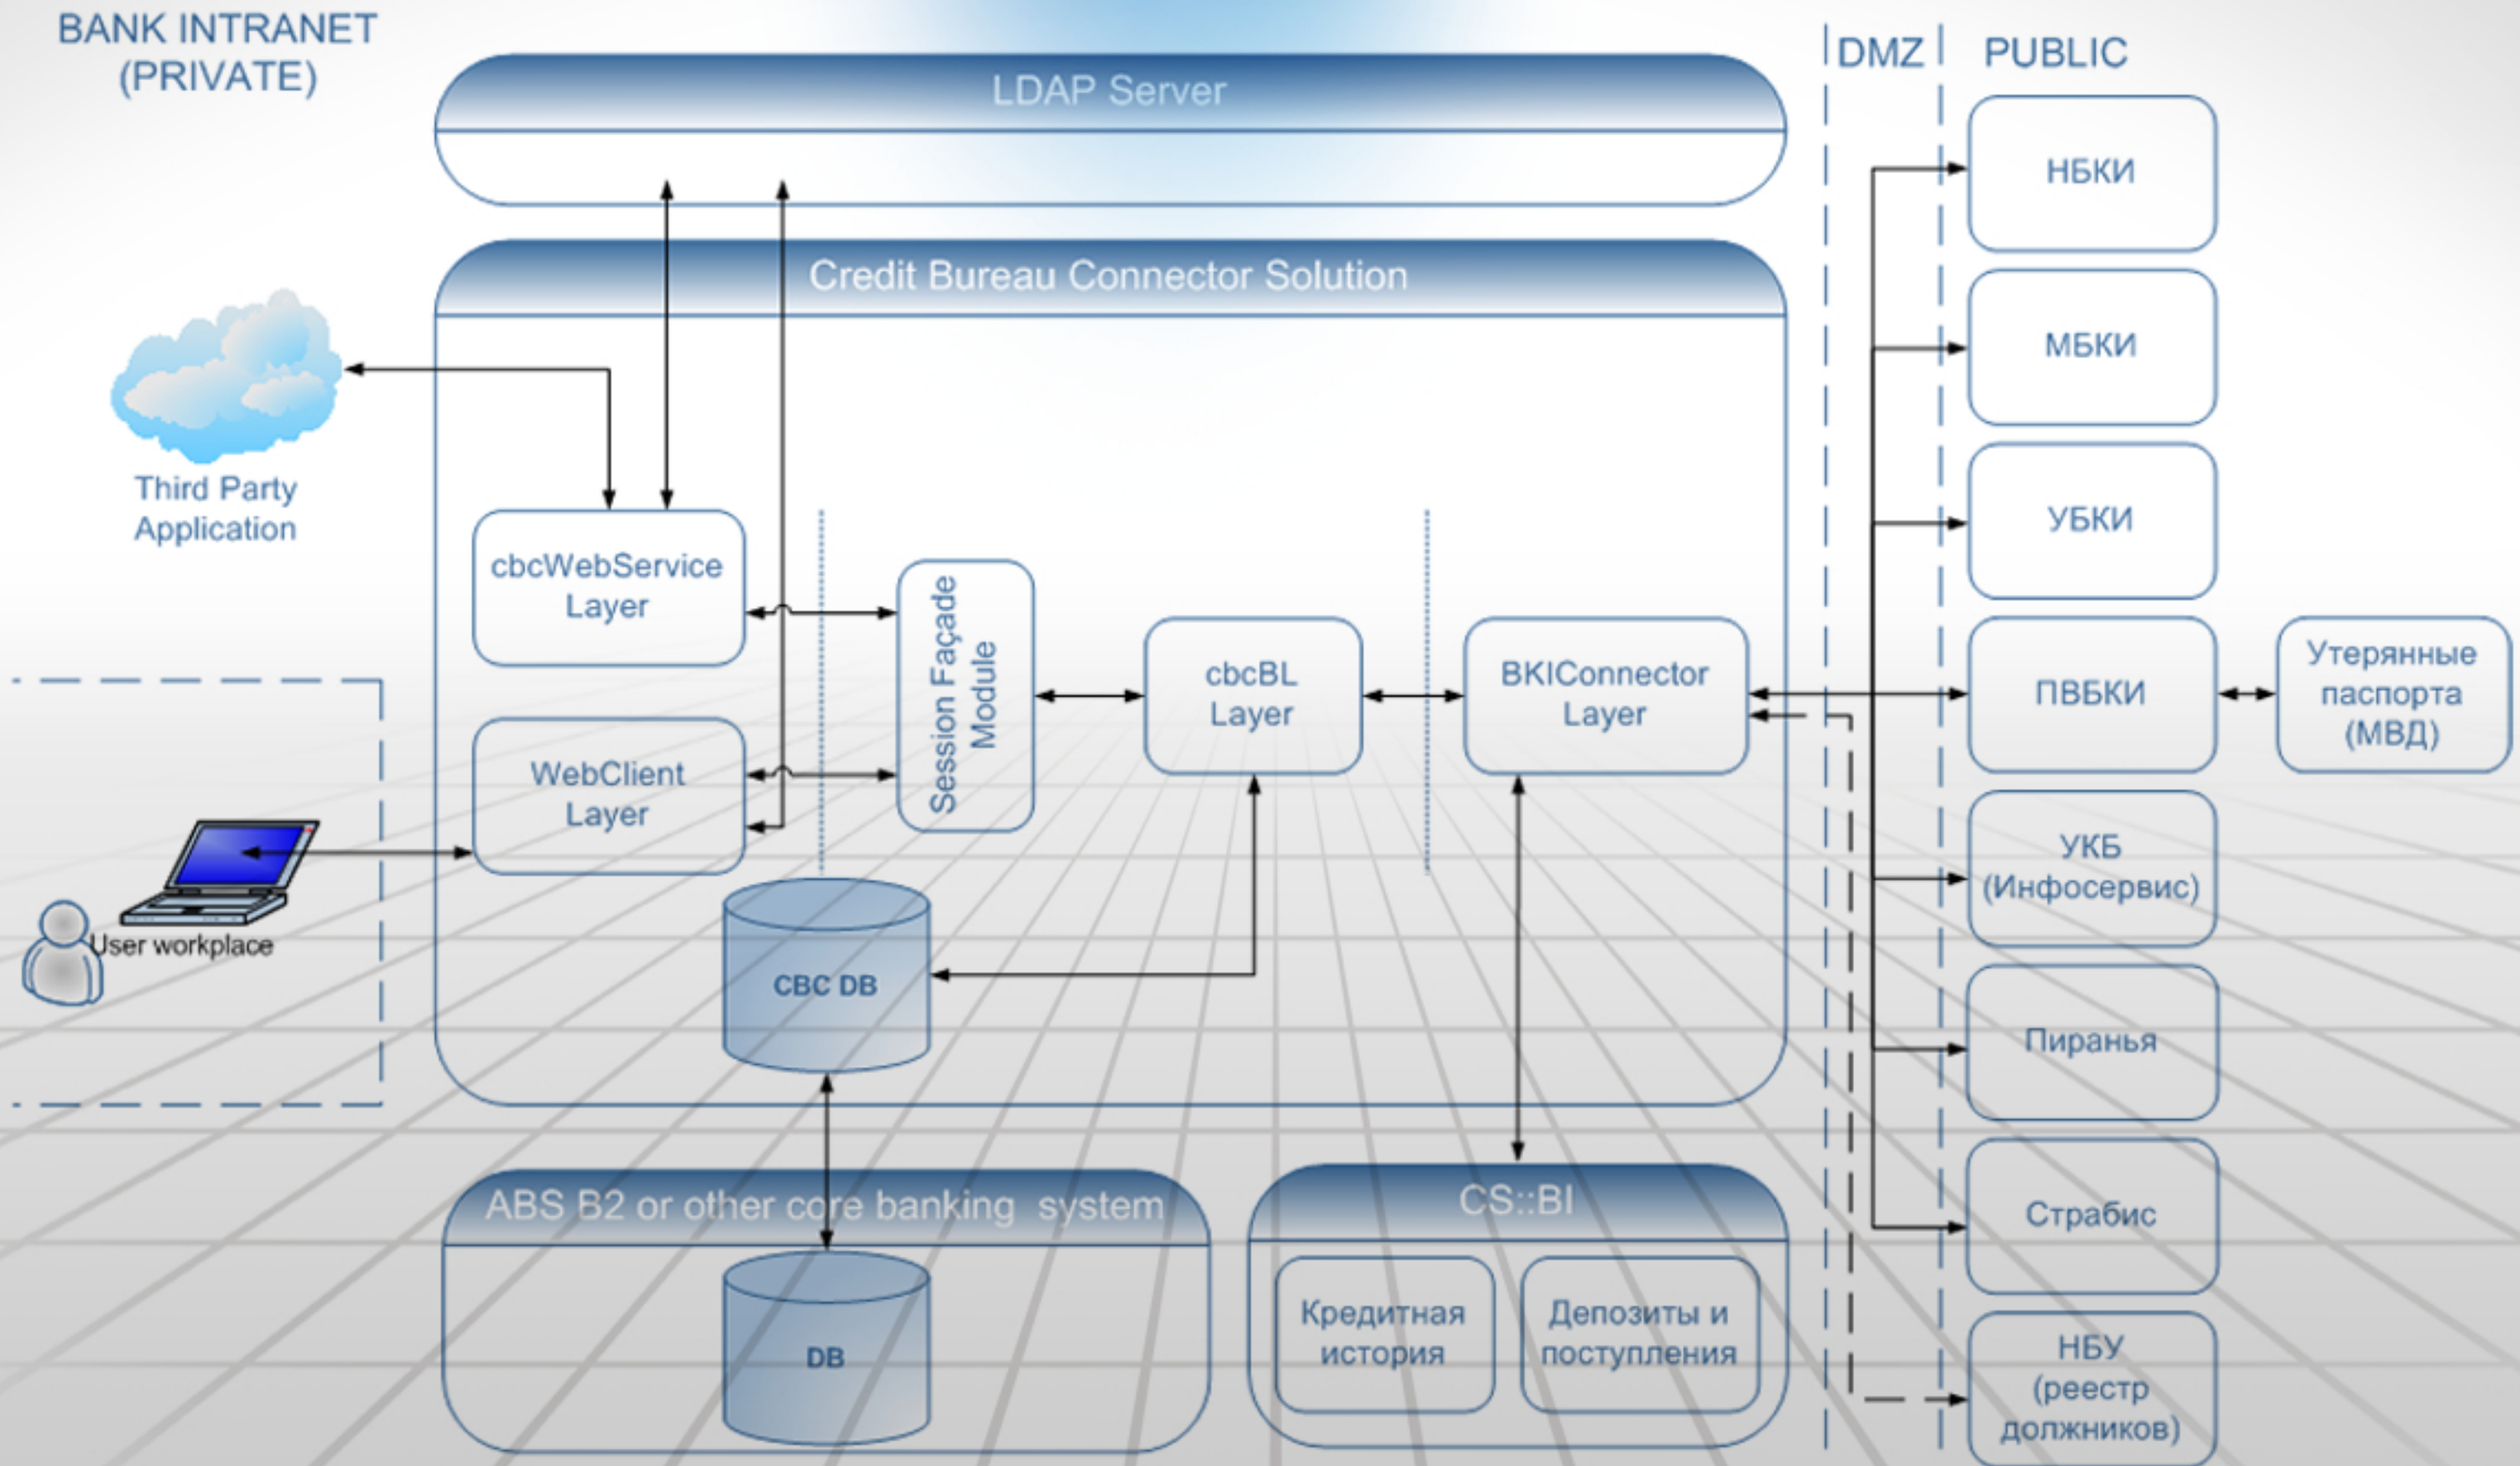 BANK INTRANET
(PRIVATE)
DMZ
PUBLIC
LDAP Server
Credit Bureau Connector Solution
Third Party
Application
cbcWebService
Layer
WebClient
Layer
Session Façade
Module
cbcBL
Layer
BKIConnector
Layer
User workplace
CBC DB
ABS B2 or other core banking system
DB
CS::BI
Кредитная
история
Депозиты и
поступления
НБКИ
МБКИ
УБКИ
ПВБКИ
Утерянные
паспорта
(МВД)
УКБ
(Инфосервис)
Пиранья
Страбис
НБУ
(реестр
должников)